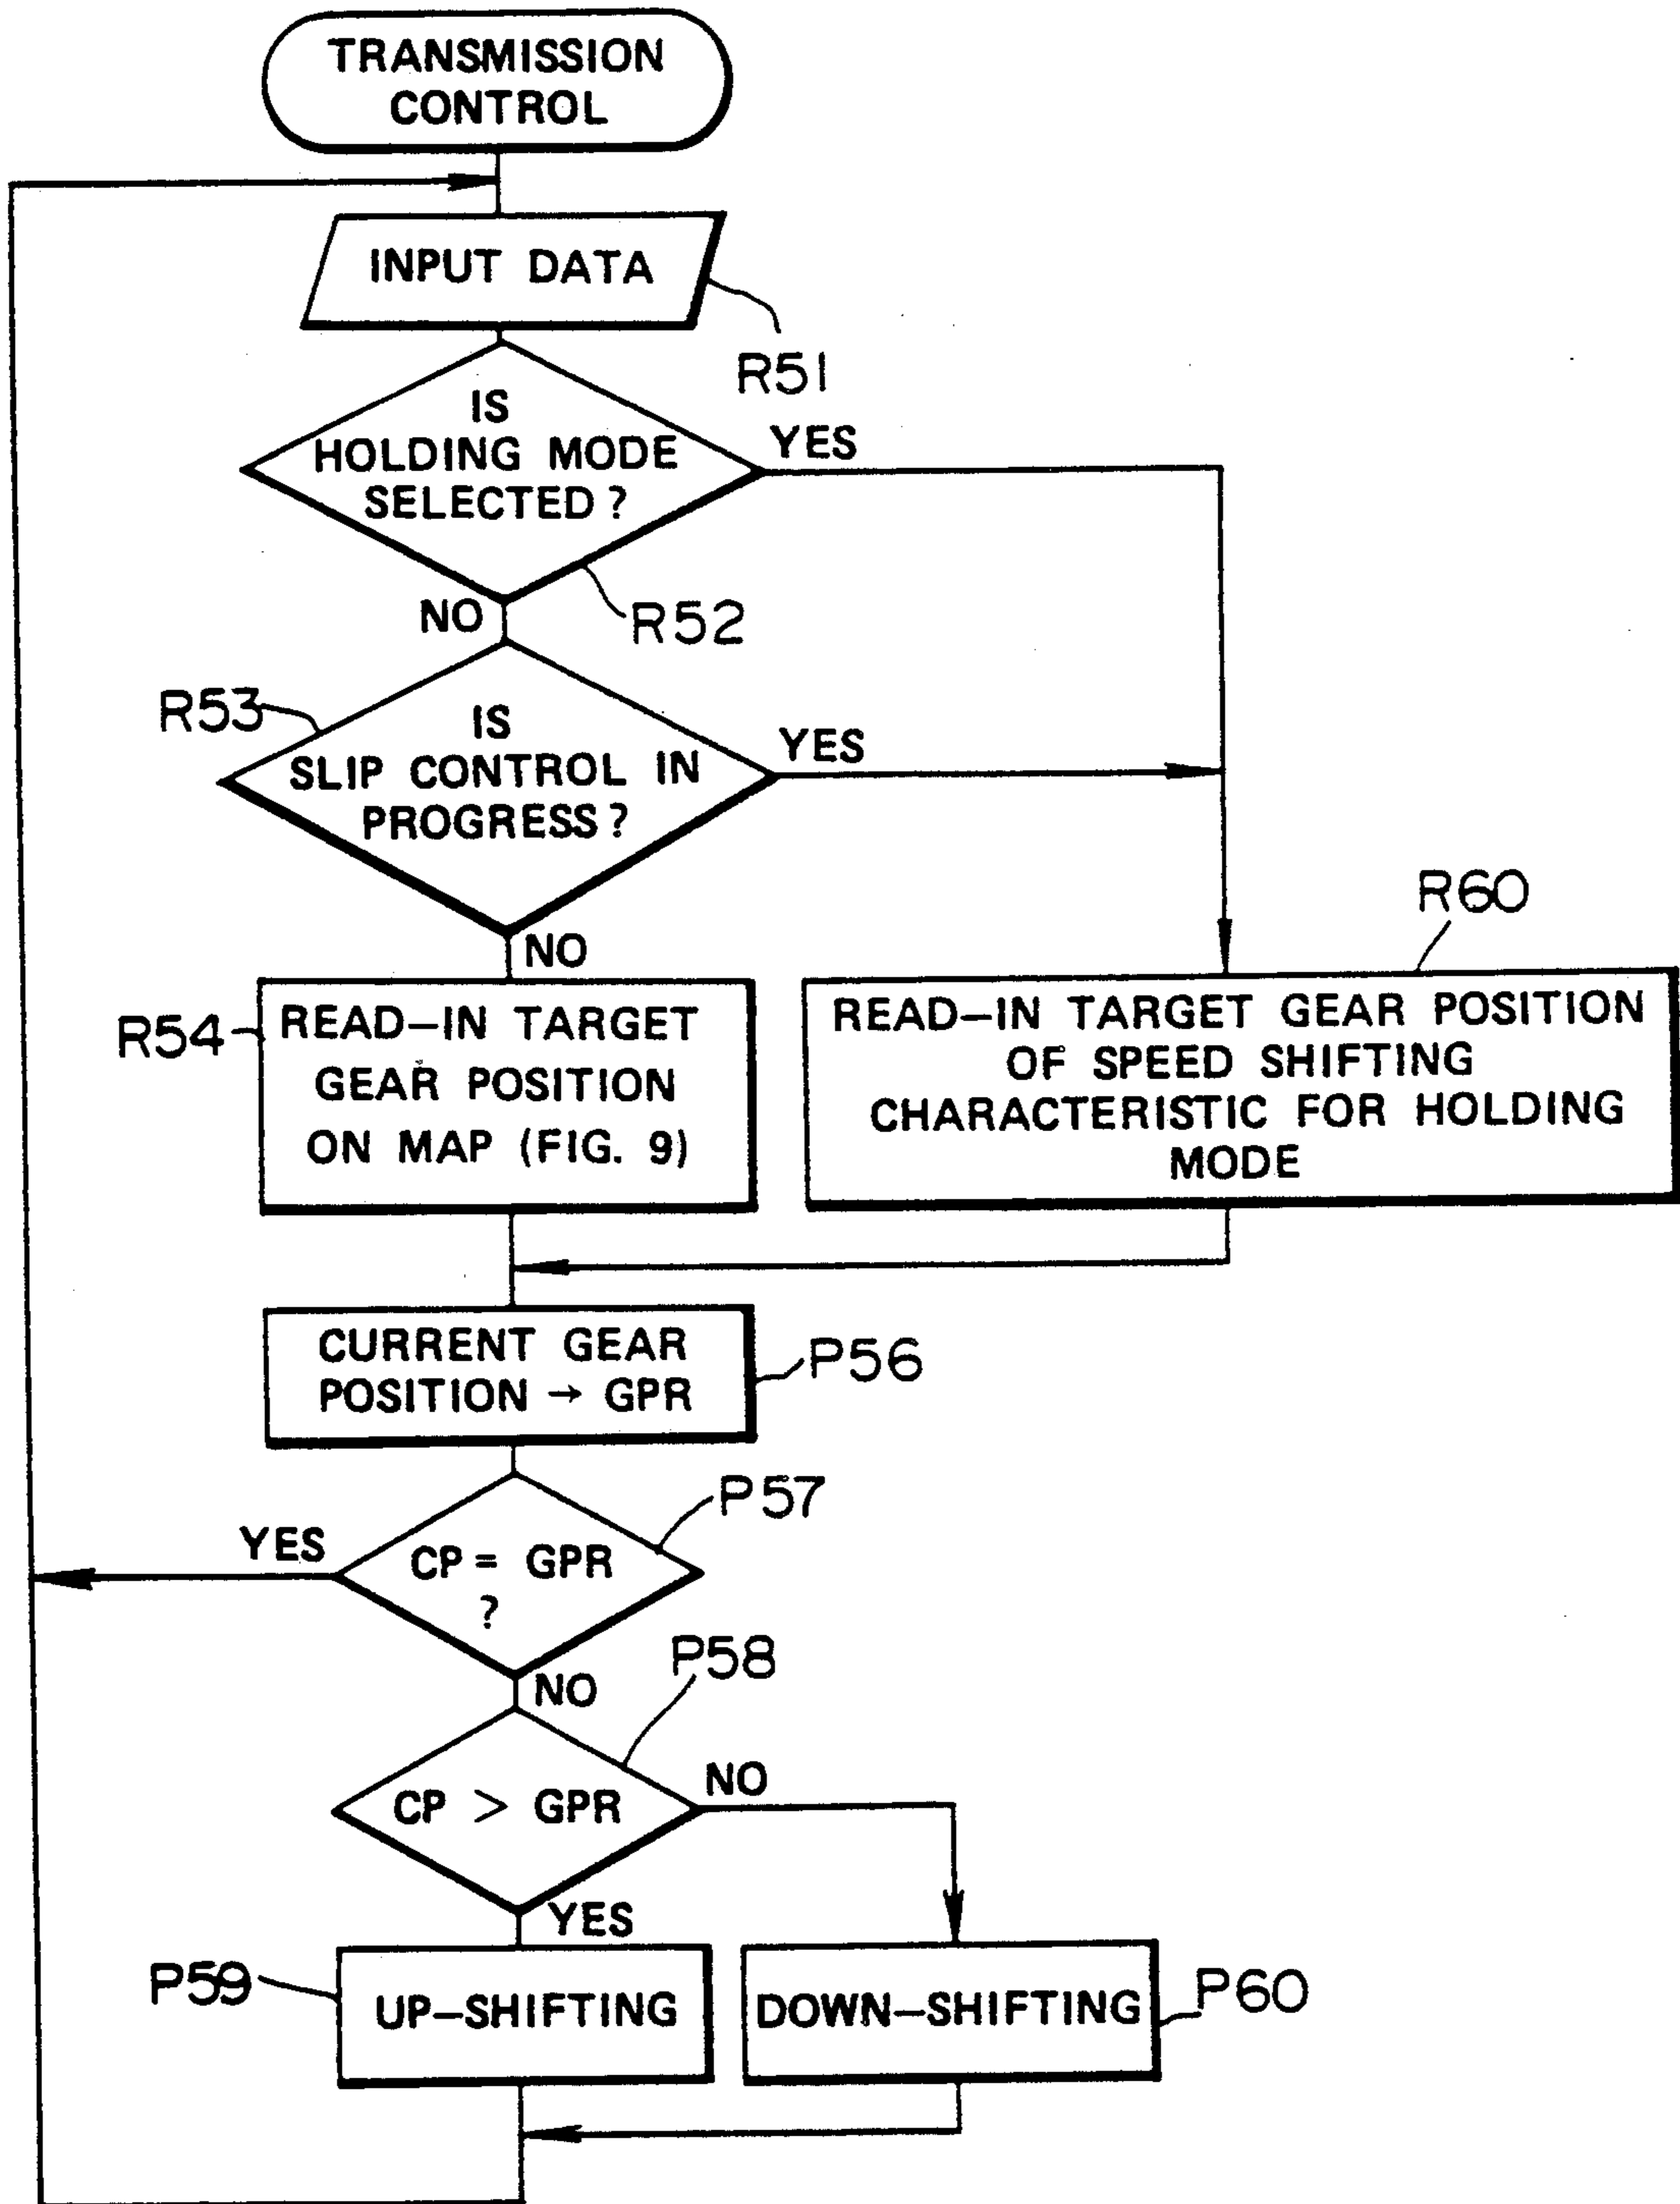 TRANSMISSION
CONTROL
INPUT DATA
R51
IS
HOLDING MODE
SELECTED?
YES
NO
R52
R53
IS
SLIP CONTROL IN
PROGRESS?
YES
NO
R54
READ-IN TARGET
GEAR POSITION
ON MAP (FIG. 9)
R60
READ-IN TARGET GEAR POSITION
OF SPEED SHIFTING
CHARACTERISTIC FOR HOLDING
MODE
CURRENT GEAR
POSITION → GPR
P56
P57
YES
CP = GPR
?
NO
P58
CP > GPR
NO
YES
P59
UP-SHIFTING
DOWN-SHIFTING
P60